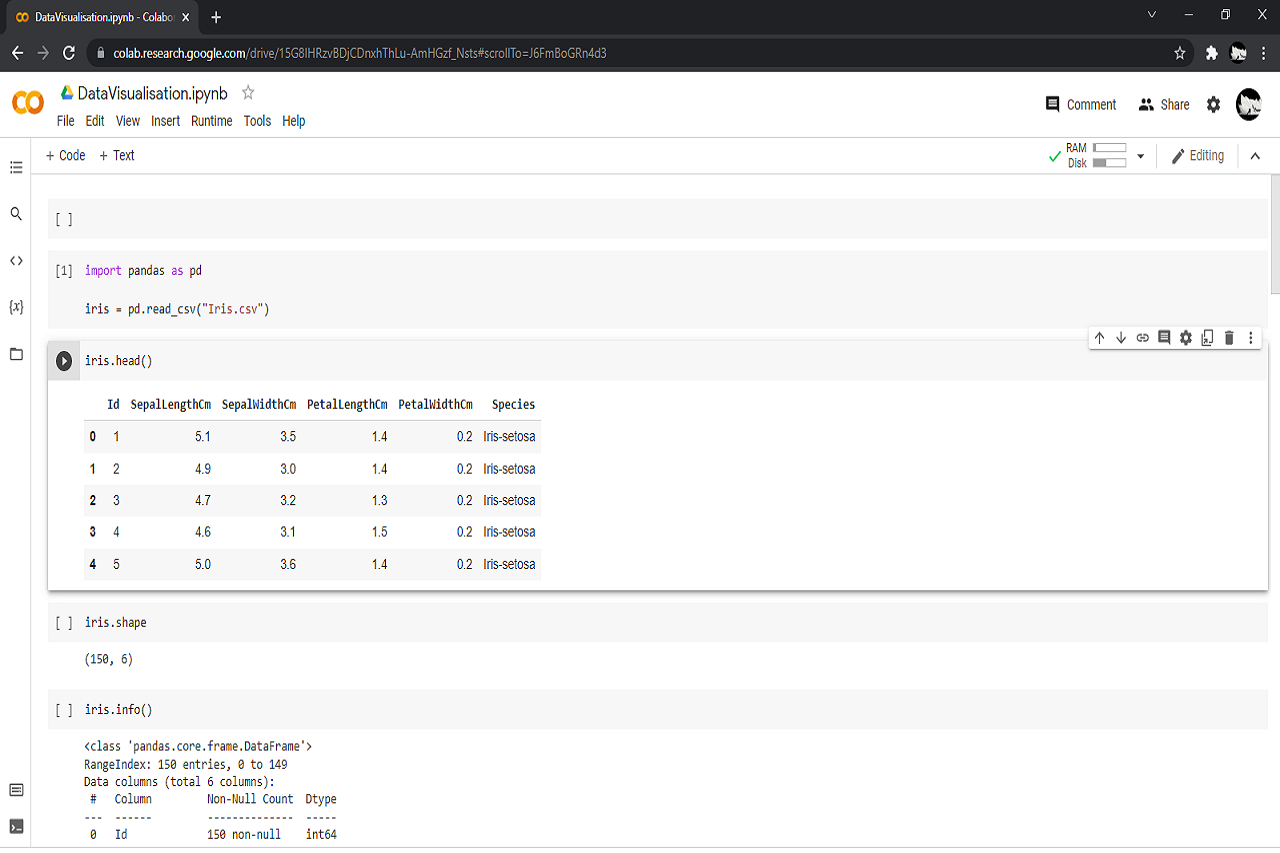 DataVisualisation.ipynb - Colabo
colab.research.google.com/drive/15G8IHRzvBDjCDnxhThLu-AmHGzf_Nsts#scrollTo=J6FmBoGRn4d3
DataVisualisation.ipynb
File Edit View Insert Runtime Tools Help
Comment Share
+ Code + Text
RAM
Disk
Editing
[ ]
[1] import pandas as pd
iris = pd.read_csv("Iris.csv")
iris.head()
Id SepalLengthCm SepalWidthCm PetalLengthCm PetalWidthCm Species
0 1 5.1 3.5 1.4 0.2 Iris-setosa
1 2 4.9 3.0 1.4 0.2 Iris-setosa
2 3 4.7 3.2 1.3 0.2 Iris-setosa
3 4 4.6 3.1 1.5 0.2 Iris-setosa
4 5 5.0 3.6 1.4 0.2 Iris-setosa
[ ] iris.shape
(150, 6)
[ ] iris.info()
<class 'pandas.core.frame.DataFrame'>
RangeIndex: 150 entries, 0 to 149
Data columns (total 6 columns):
# Column Non-Null Count Dtype
--- ------ -------------- -----
0 Id 150 non-null int64